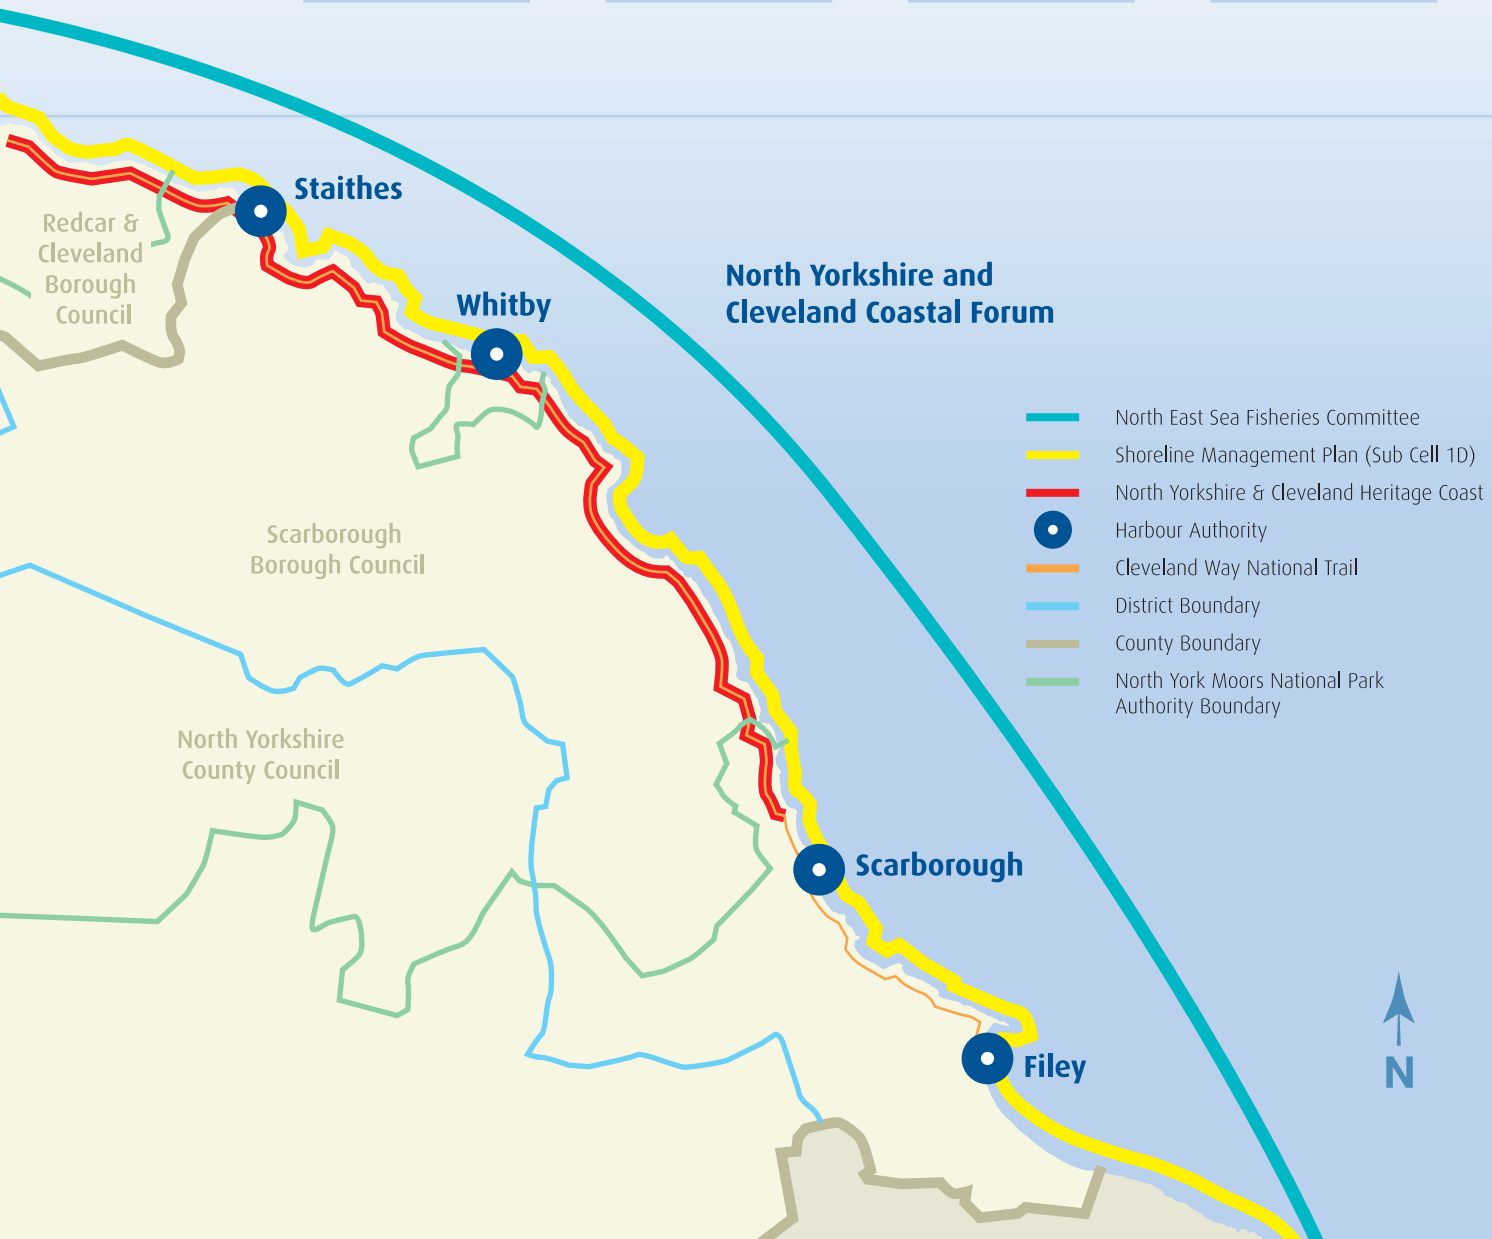 Staithes
Redcar &
Cleveland
Borough
Council
Whitby
North Yorkshire and
Cleveland Coastal Forum
North East Sea Fisheries Committee
Shoreline Management Plan (Sub Cell 1D)
North Yorkshire & Cleveland Heritage Coast
Harbour Authority
Cleveland Way National Trail
District Boundary
County Boundary
North York Moors National Park
Authority Boundary
Scarborough
Borough Council
North Yorkshire
County Council
Scarborough
Filey
N